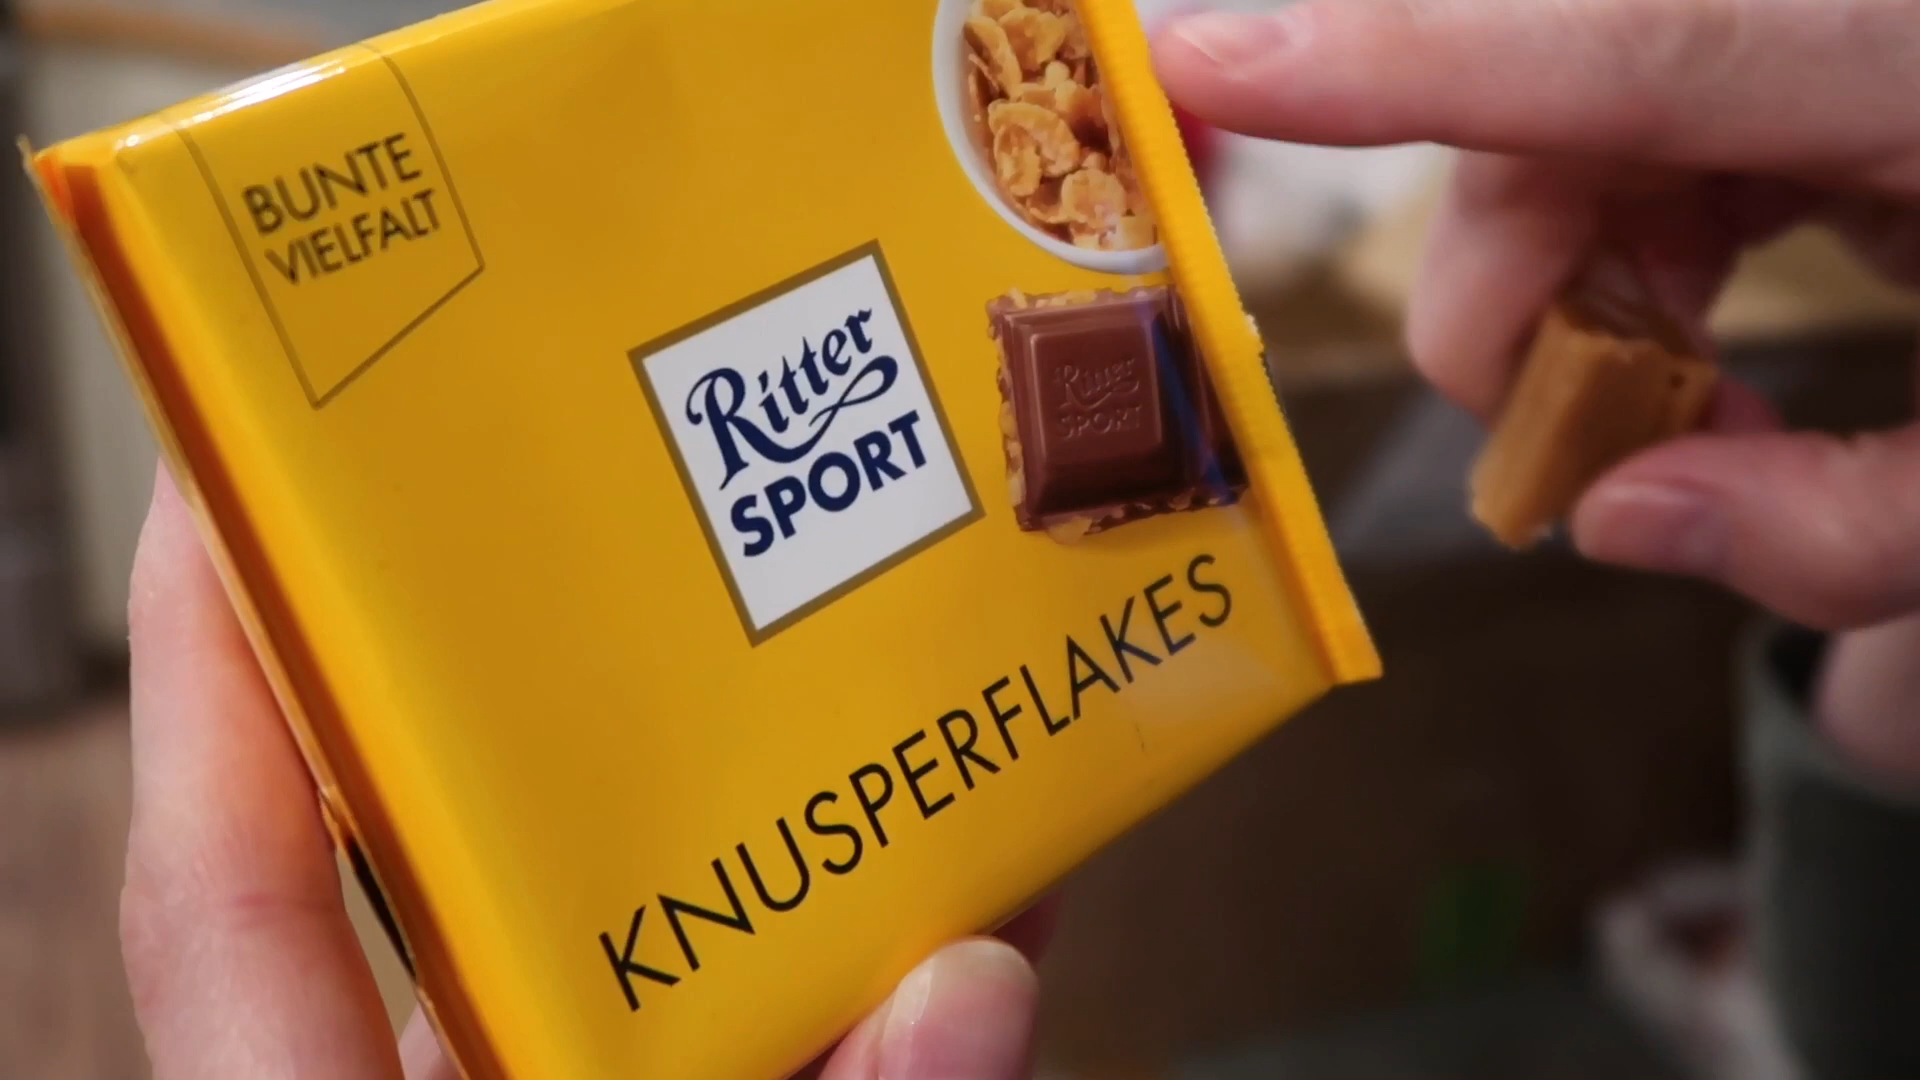 BUNTE
VIELFALT
Ritter
SPORT
Ritter
SPORT
KNUSPERFLAKES